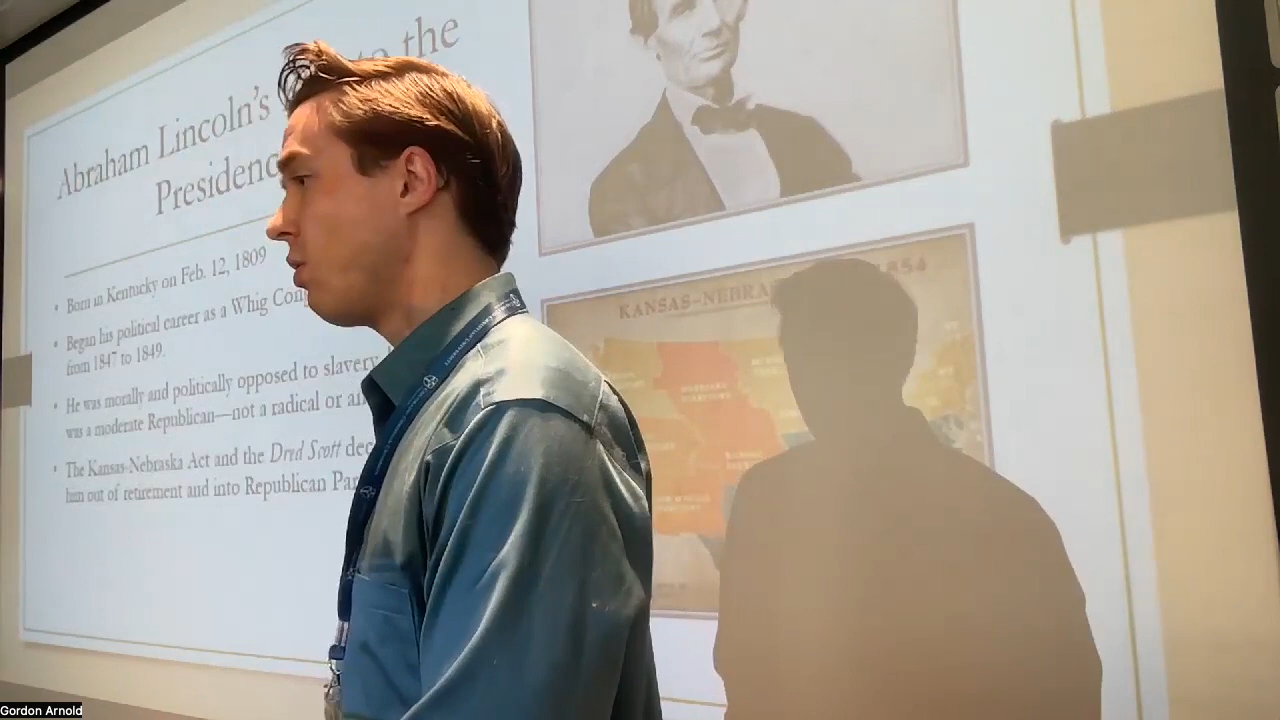 Abraham Lincoln's to the
Presidenc
• Born in Kentucky on Feb. 12, 1809
• Began his political career as a Whig Cong
from 1847 to 1849.
• He was morally and politically opposed to slavery,
was a moderate Republican—not a radical or
• The Kansas-Nebraska Act and the Dred Scott dec
him out of retirement and into Republican Par
KANSAS-NEBRA 1854
Gordon Arnold